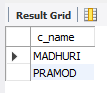 Result Grid
c_name
MADHURI
PRAMOD